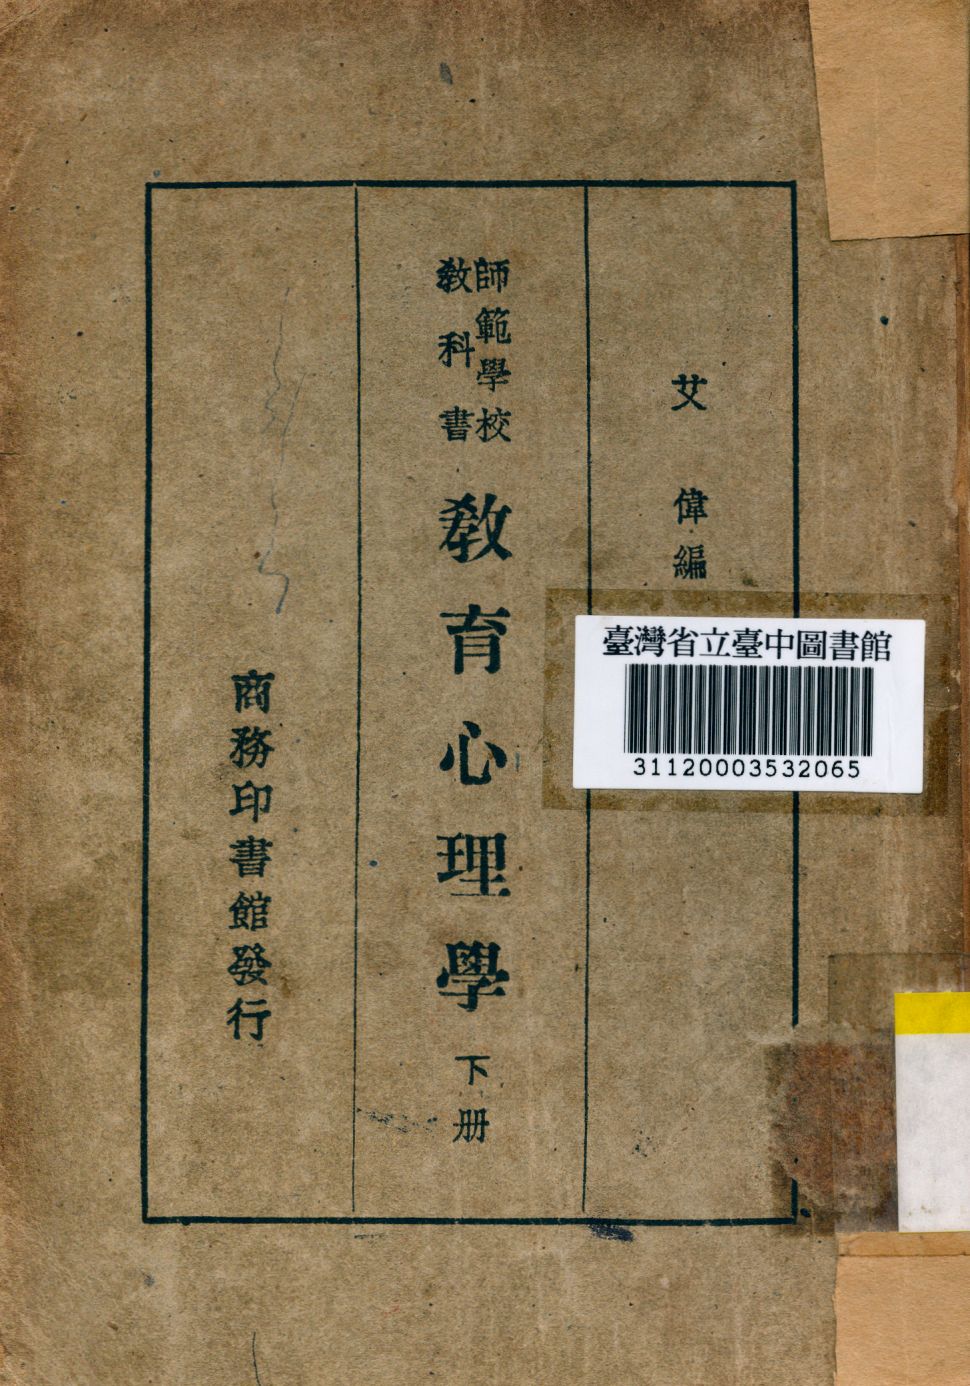 艾偉編
師範學校
教科書
教育心理學 下册
商務印書館發行
臺灣省立臺中圖書館
31120003532065